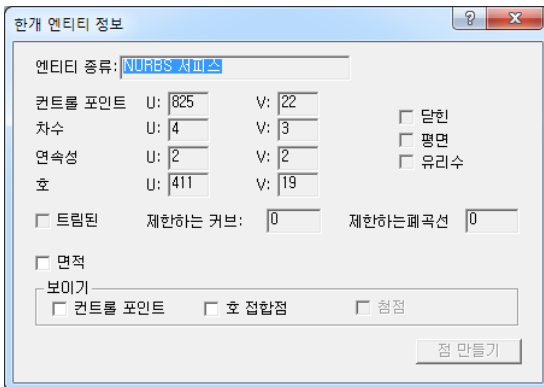 한개 엔티티 정보
엔티티 종류: NURBS 서피스
컨트롤 포인트 U: 825 V: 22
차수 U: 4 V: 3
연속성 U: 2 V: 2
호 U: 411 V: 19
닫힌
평면
유리수
트림된 제한하는 커브: 0 제한하는폐곡선 0
면적
보이기
컨트롤 포인트 호 접합점 첨점
점 만들기